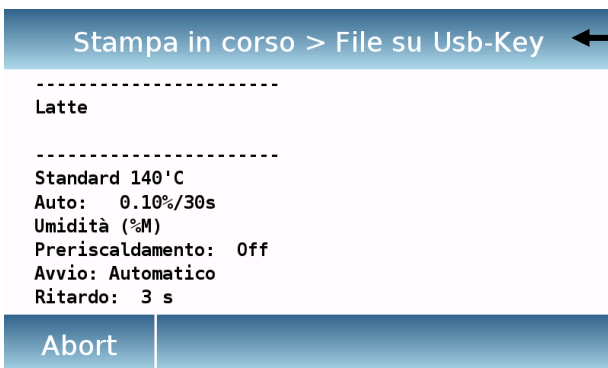 Stampa in corso > File su Usb-Key
-----------------------
Latte
-----------------------
Standard 140'C
Auto:   0.10%/30s
Umidità (%M)
Preriscaldamento:  Off
Avvio: Automatico
Ritardo:  3 s
Abort